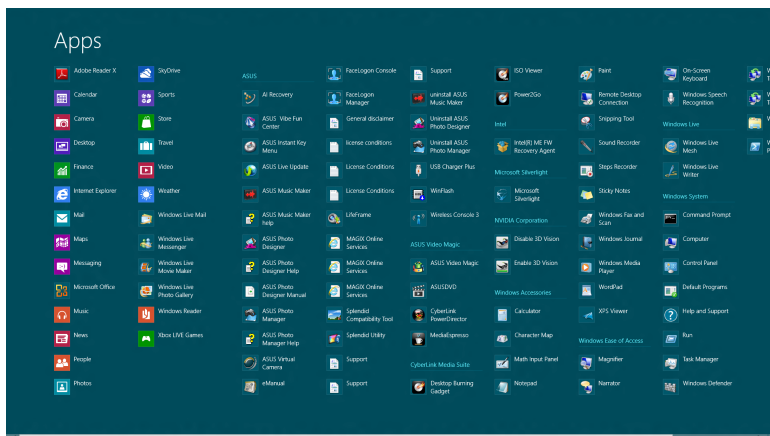 Apps
Adobe Reader X
Calendar
Camera
Desktop
Finance
Internet Explorer
Mail
Maps
Messaging
Microsoft Office
Music
News
People
Photos
SkyDrive
Sports
Store
Travel
Video
Weather
Windows Live Mail
Windows Live
Messenger
Windows Live
Movie Maker
Windows Live
Photo Gallery
Windows Reader
Xbox LIVE Games
ASUS
AI Recovery
ASUS Vibe Fun
Center
ASUS Instant Key
Menu
ASUS Live Update
ASUS Music Maker
ASUS Music Maker
help
ASUS Photo
Designer
ASUS Photo
Designer Help
ASUS Photo
Designer Manual
ASUS Photo
Manager
ASUS Photo
Manager Help
ASUS Virtual
Camera
eManual
FaceLogon Console
FaceLogon
Manager
General disclaimer
license conditions
License Conditions
License Conditions
LifeFrame
MAGIX Online
Services
MAGIX Online
Services
MAGIX Online
Services
Splendid
Compatibility Tool
Splendid Utility
Support
Support
Support
uninstall ASUS
Music Maker
Uninstall ASUS
Photo Designer
Uninstall ASUS
Photo Manager
USB Charger Plus
WinFlash
Wireless Console 3
ASUS Video Magic
ASUS Video Magic
ASUSDVD
CyberLink
PowerDirector
MediaEspresso
CyberLink Media Suite
Desktop Burning
Gadget
ISO Viewer
Power2Go
Intel
Intel(R) ME FW
Recovery Agent
Microsoft Silverlight
Microsoft
Silverlight
NVIDIA Corporation
Disable 3D Vision
Enable 3D Vision
Windows Accessories
Calculator
Character Map
Math Input Panel
Notepad
Paint
Remote Desktop
Connection
Snipping Tool
Sound Recorder
Steps Recorder
Sticky Notes
Windows Fax and
Scan
Windows Journal
Windows Media
Player
WordPad
XPS Viewer
Windows Ease of Access
Magnifier
Narrator
On-Screen
Keyboard
Windows Speech
Recognition
Windows Live
Windows Live
Mesh
Windows Live
Writer
Windows System
Command Prompt
Computer
Control Panel
Default Programs
Help and Support
Run
Task Manager
Windows Defender